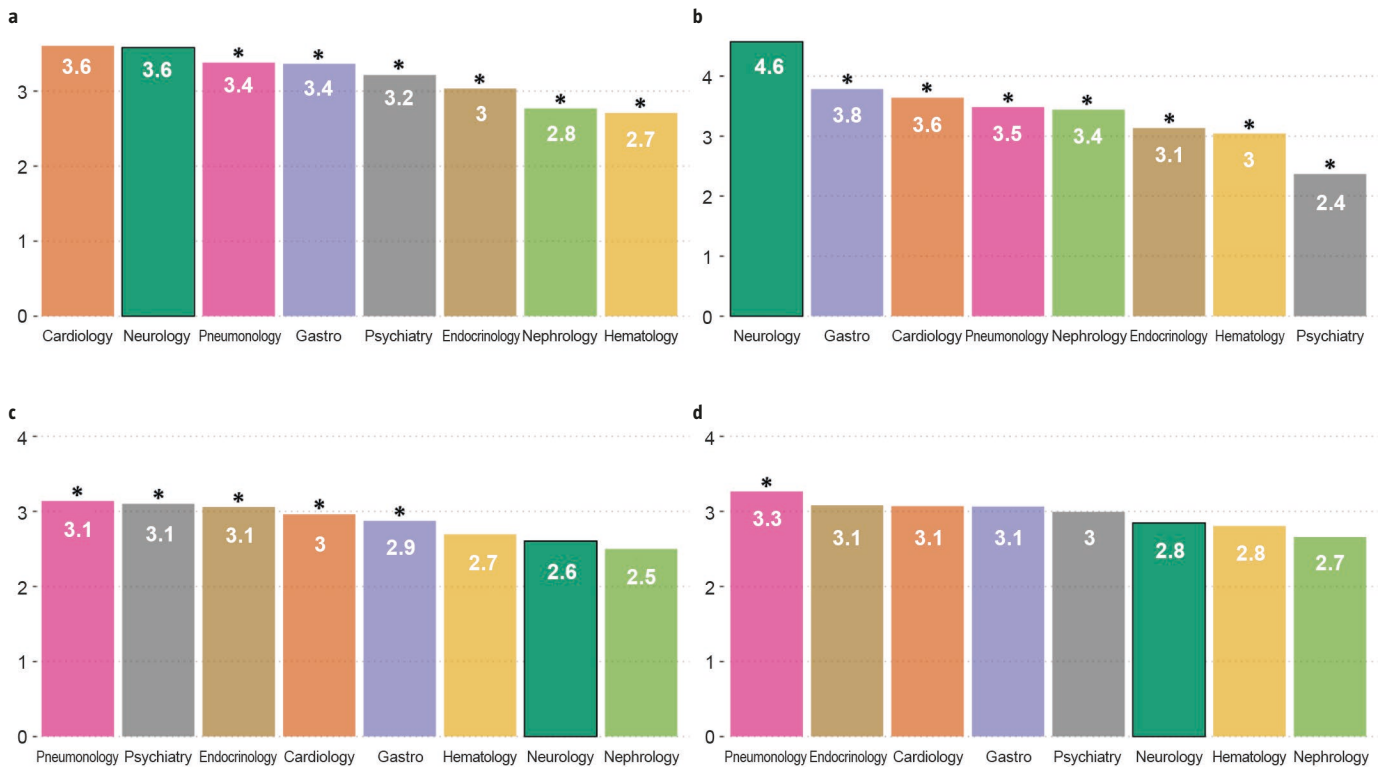 a
* * * * * *
3.6 3.6 3.4 3.4 3.2 3 2.8 2.7
3
2
1
0
Cardiology Neurology Pneumonology Gastro Psychiatry Endocrinology Nephrology Hematology
b
* * * * * * *
4.6 3.8 3.6 3.5 3.4 3.1 3 2.4
4
3
2
1
0
Neurology Gastro Cardiology Pneumonology Nephrology Endocrinology Hematology Psychiatry
c
* * * * *
3.1 3.1 3.1 3 2.9 2.7 2.6 2.5
4
3
2
1
0
Pneumonology Psychiatry Endocrinology Cardiology Gastro Hematology Neurology Nephrology
d
*
3.3 3.1 3.1 3.1 3 2.8 2.8 2.7
4
3
2
1
0
Pneumonology Endocrinology Cardiology Gastro Psychiatry Neurology Hematology Nephrology